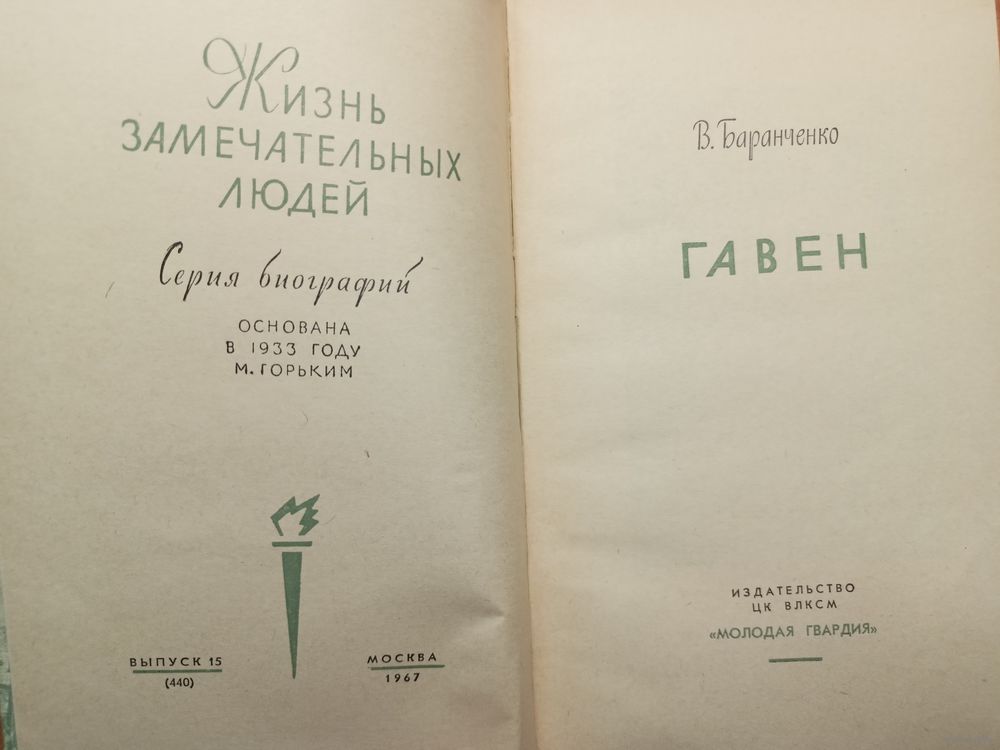 Жизнь
ЗАМЕЧАТЕЛЬНЫХ
ЛЮДЕЙ
Серия биографий
ОСНОВАНА
В 1933 ГОДУ
М. ГОРЬКИМ
ВЫПУСК 15
(440)
МОСКВА
1967
В. Баранченко
ГАВЕН
ИЗДАТЕЛЬСТВО
ЦК ВЛКСМ
«МОЛОДАЯ ГВАРДИЯ»